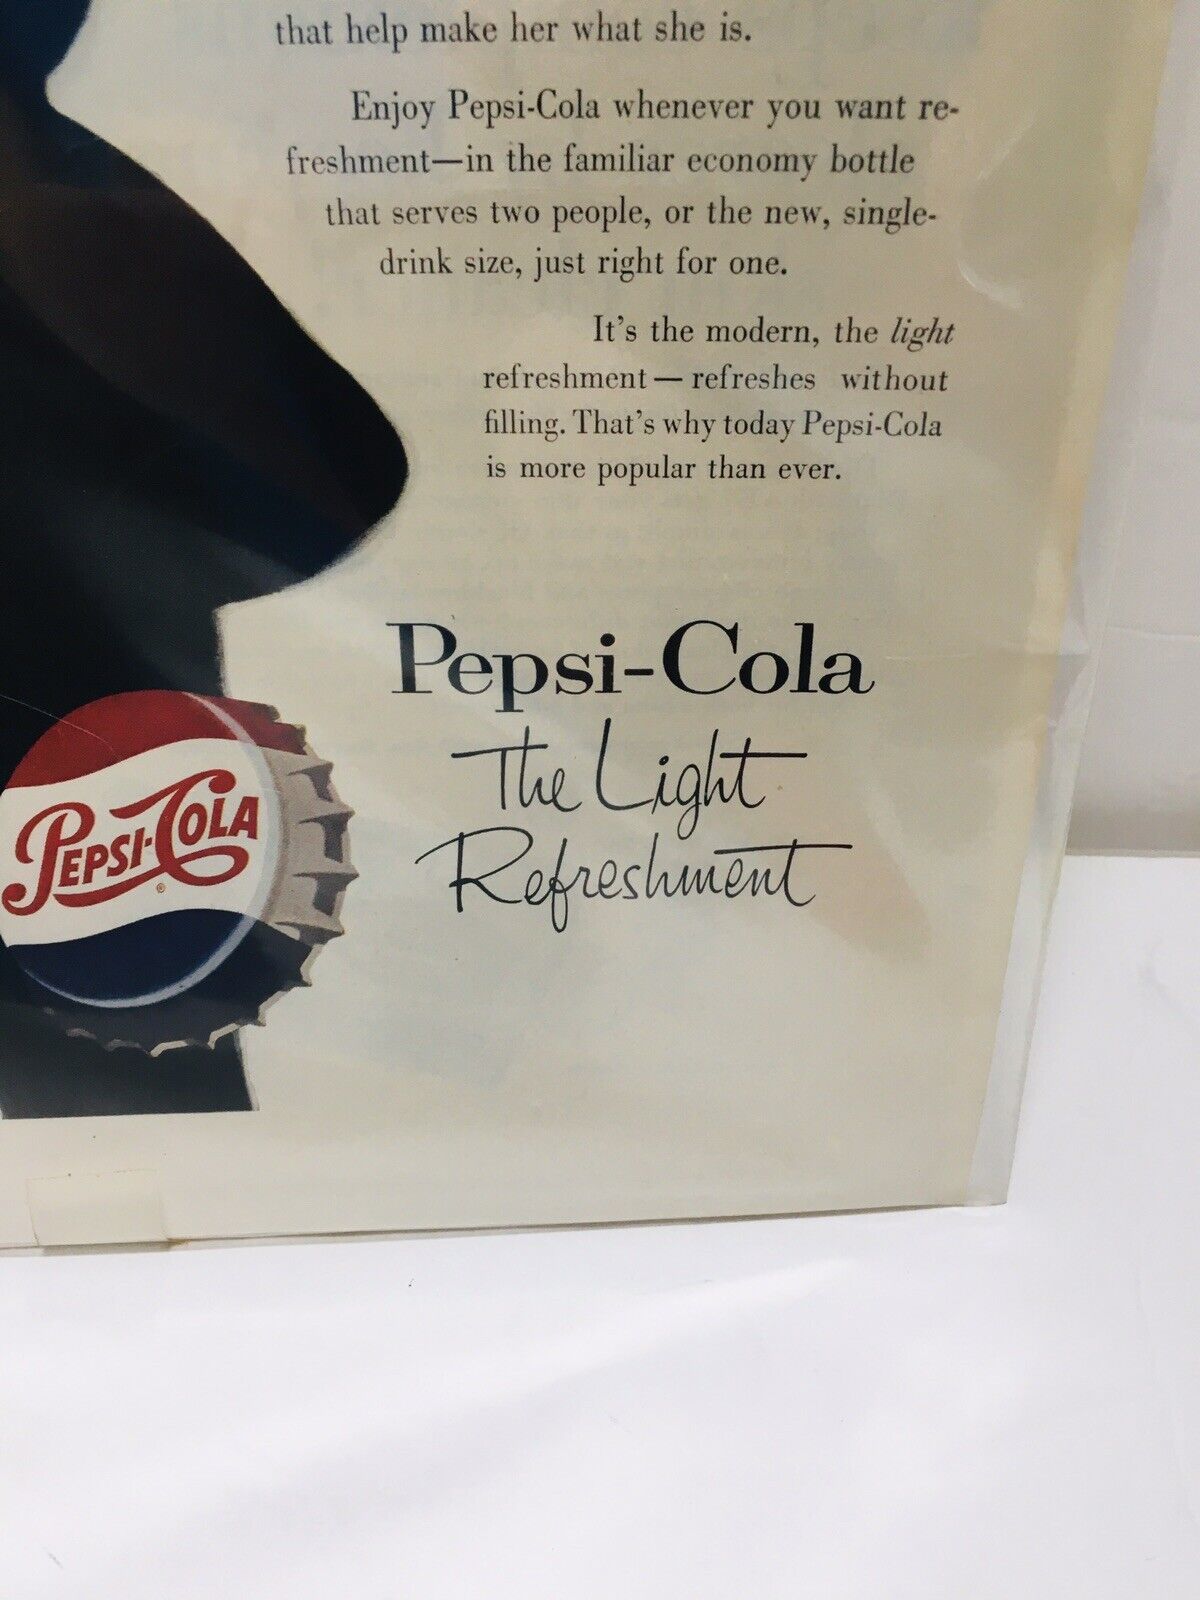 that help make her what she is.
Enjoy Pepsi-Cola whenever you want re-
freshment—in the familiar economy bottle
that serves two people, or the new, single-
drink size, just right for one.
It's the modern, the light
refreshment — refreshes without
filling. That's why today Pepsi-Cola
is more popular than ever.
Pepsi-Cola
The Light
Refreshment
PEPSI-COLA
®